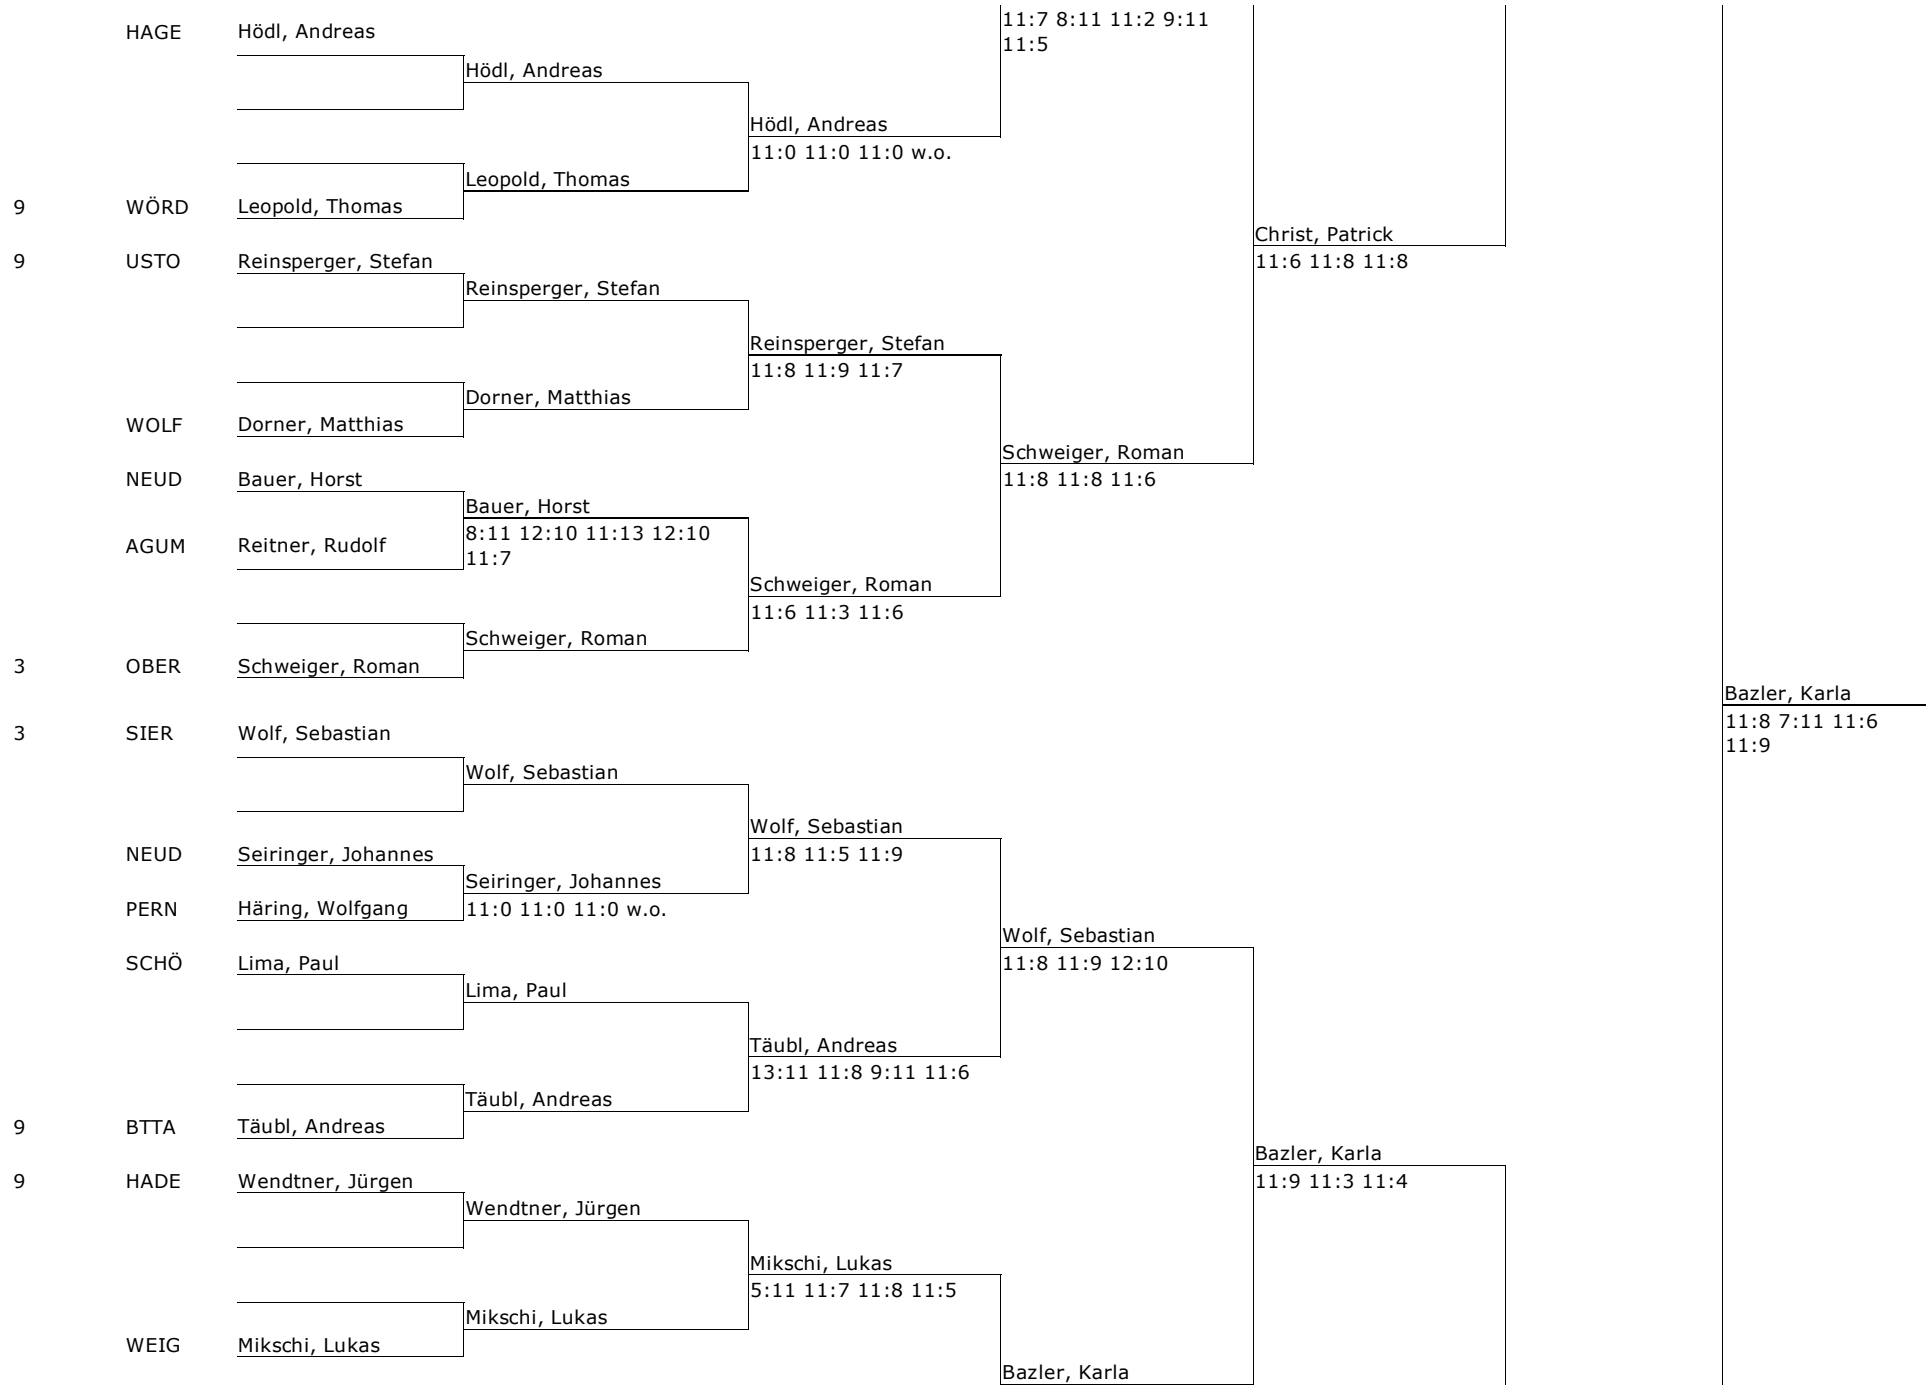 11:7 8:11 11:2 9:11
HAGE Hödl, Andreas
11:5
Hödl, Andreas
Hödl, Andreas
11:0 11:0 11:0 w.o.
Leopold, Thomas
9 WÖRD Leopold, Thomas
Christ, Patrick
9 USTO Reinsperger, Stefan
11:6 11:8 11:8
Reinsperger, Stefan
Reinsperger, Stefan
11:8 11:9 11:7
Dorner, Matthias
WOLF Dorner, Matthias
Schweiger, Roman
NEUD Bauer, Horst
11:8 11:8 11:6
Bauer, Horst
8:11 12:10 11:13 12:10
AGUM Reitner, Rudolf
11:7
Schweiger, Roman
11:6 11:3 11:6
Schweiger, Roman
3 OBER Schweiger, Roman
Bazler, Karla
11:8 7:11 11:6
3 SIER Wolf, Sebastian
11:9
Wolf, Sebastian
Wolf, Sebastian
NEUD Seiringer, Johannes
11:8 11:5 11:9
Seiringer, Johannes
PERN Häring, Wolfgang
11:0 11:0 11:0 w.o.
Wolf, Sebastian
SCHÖ Lima, Paul
11:8 11:9 12:10
Lima, Paul
Täubl, Andreas
13:11 11:8 9:11 11:6
Täubl, Andreas
9 BTTA Täubl, Andreas
Bazler, Karla
9 HADE Wendtner, Jürgen
11:9 11:3 11:4
Wendtner, Jürgen
Mikschi, Lukas
5:11 11:7 11:8 11:5
Mikschi, Lukas
WEIG Mikschi, Lukas
Bazler, Karla